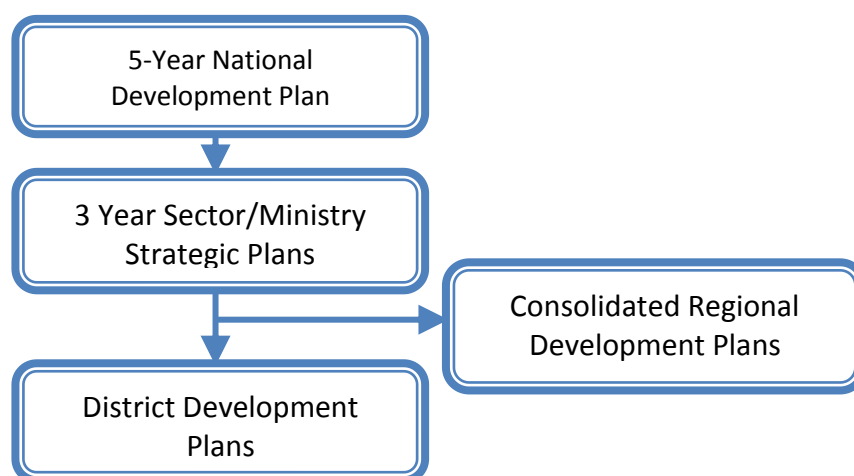 5-Year National
Development Plan
3 Year Sector/Ministry
Strategic Plans
Consolidated Regional
Development Plans
District Development
Plans